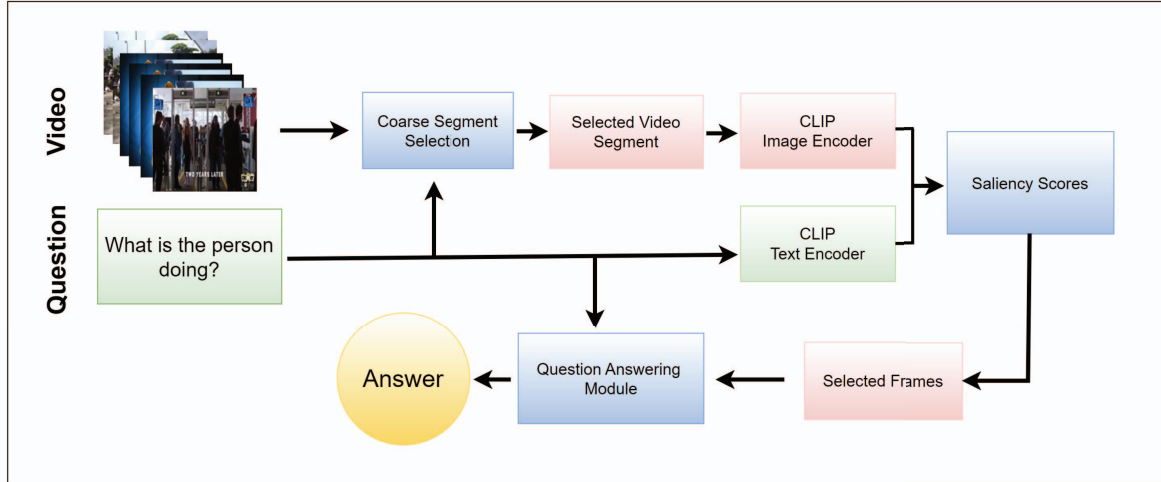 Video
TWO YEARS LATER
Coarse Segment
Selection
Selected Video
Segment
CLIP
Image Encoder
Saliency Scores
Question
What is the person
doing?
CLIP
Text Encoder
Answer
Question Answering
Module
Selected Frames